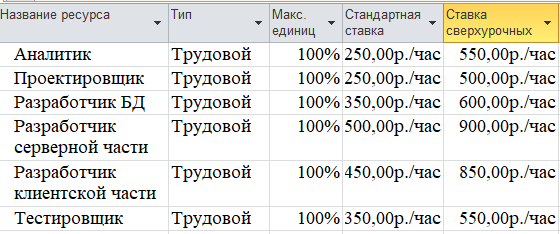 Название ресурса Тип Макс. единиц Стандартная ставка Ставка сверхурочных
Аналитик Трудовой 100% 250,00р./час 550,00р./час
Проектировщик Трудовой 100% 250,00р./час 500,00р./час
Разработчик БД Трудовой 100% 350,00р./час 600,00р./час
Разработчик Трудовой 100% 500,00р./час 900,00р./час
серверной части
Разработчик Трудовой 100% 450,00р./час 850,00р./час
клиентской части
Тестировщик Трудовой 100% 350,00р./час 550,00р./час